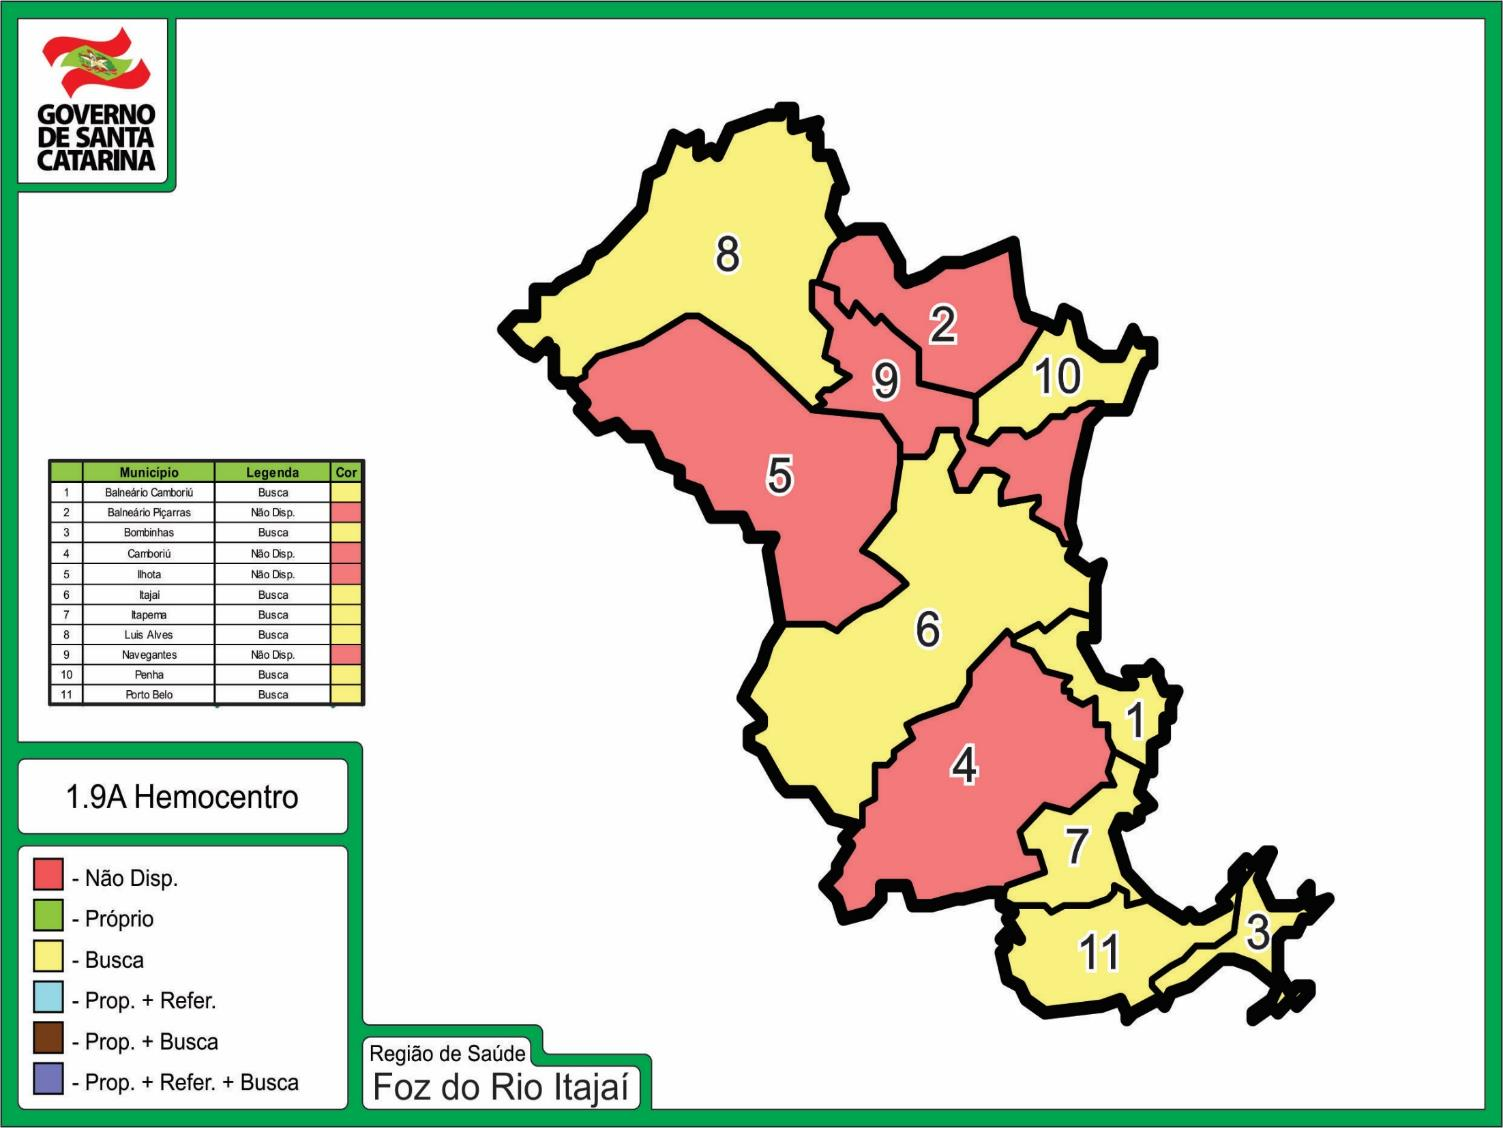 GOVERNO
DE SANTA
CATARINA
8
2
10
9
5
6
1
4
7
3
11
Município Legenda Cor
1 Balneário Camboriú Busca
2 Balneário Piçarras Não Disp.
3 Bombinhas Busca
4 Camboriú Não Disp.
5 Ilhota Não Disp.
6 Itajaí Busca
7 Itapema Busca
8 Luis Alves Busca
9 Navegantes Não Disp.
10 Penha Busca
11 Porto Belo Busca
1.9A Hemocentro
- Não Disp.
- Próprio
- Busca
- Prop. + Refer.
- Prop. + Busca
- Prop. + Refer. + Busca
Região de Saúde
Foz do Rio Itajaí